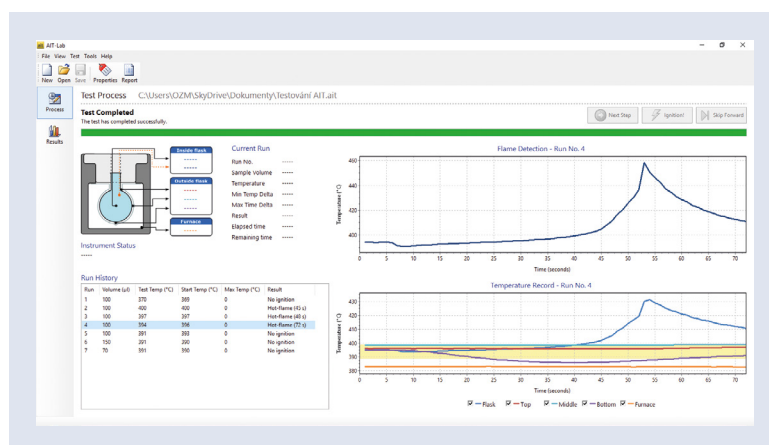 AIT-Lab
File View Test Tools Help
New Open Save Properties Report
Process
Results
Test Process C:\Users\OZM\SkyDrive\Dokumenty\Testování AIT.ait
Test Completed
The test has completed successfully.
Next Step Ignition! Skip Forward
Inside flask
-----
-----
Outside flask
-----
-----
-----
Furnace
-----
Instrument Status
-----
Current Run
Run No. -----
Sample Volume -----
Temperature -----
Min Temp Delta -----
Max Time Delta -----
Result -----
Elapsed time -----
Remaining time -----
Flame Detection - Run No. 4
Temperature (°C)
460
440
420
400
0 5 10 15 20 25 30 35 40 45 50 55 60 65 70
Time (seconds)
Run History
Run Volume (µl) Test Temp (°C) Start Temp (°C) Max Temp (°C) Result
1 100 370 369 0 No ignition
2 100 400 400 0 Hot-flame (45 s)
3 100 397 397 0 Hot-flame (48 s)
4 100 394 396 0 Hot-flame (72 s)
5 100 391 393 0 No ignition
6 150 391 390 0 No ignition
7 70 391 390 0 No ignition
Temperature Record - Run No. 4
Temperature (°C)
430
420
410
400
390
380
0 5 10 15 20 25 30 35 40 45 50 55 60 65 70
Time (seconds)
Flask Top Middle Bottom Furnace